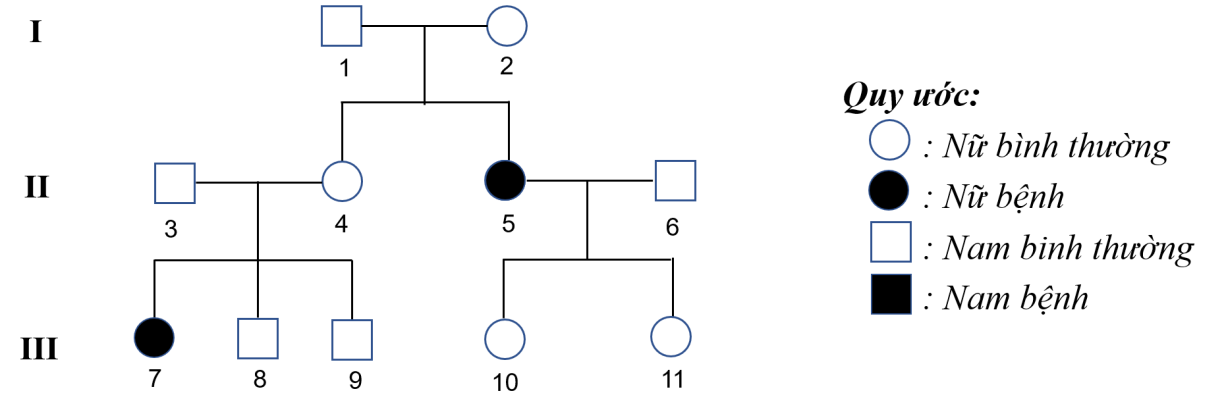 I
1
2
Quy ước:
: Nữ bình thường
: Nữ bệnh
: Nam binh thường
: Nam bệnh
II
3
4
5
6
III
7
8
9
10
11